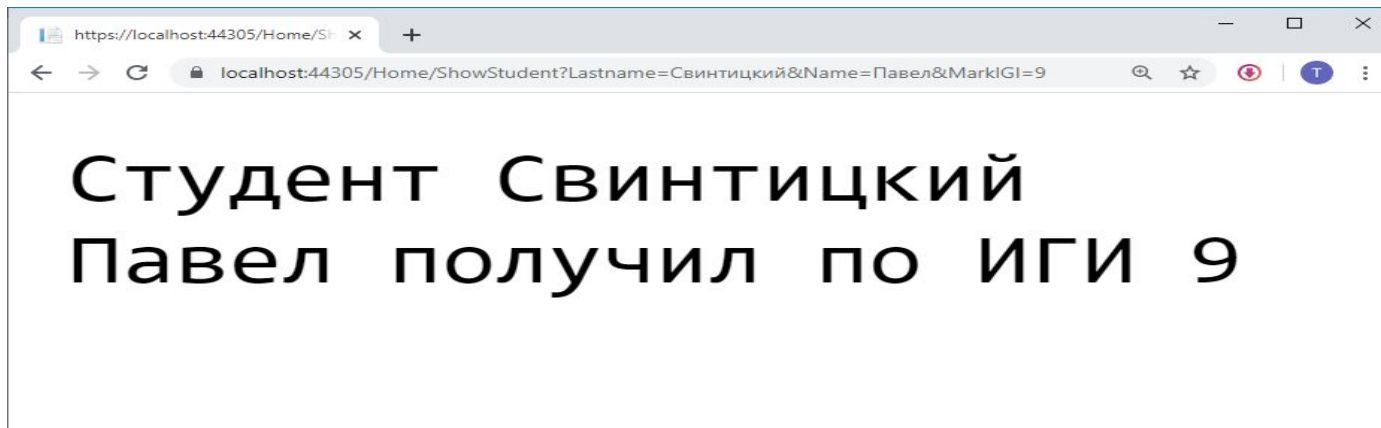 https://localhost:44305/Home/Sh
localhost:44305/Home/ShowStudent?Lastname=Свинтицкий&Name=Павел&MarkIGI=9
T
Студент Свинтицкий
Павел получил по ИГИ 9